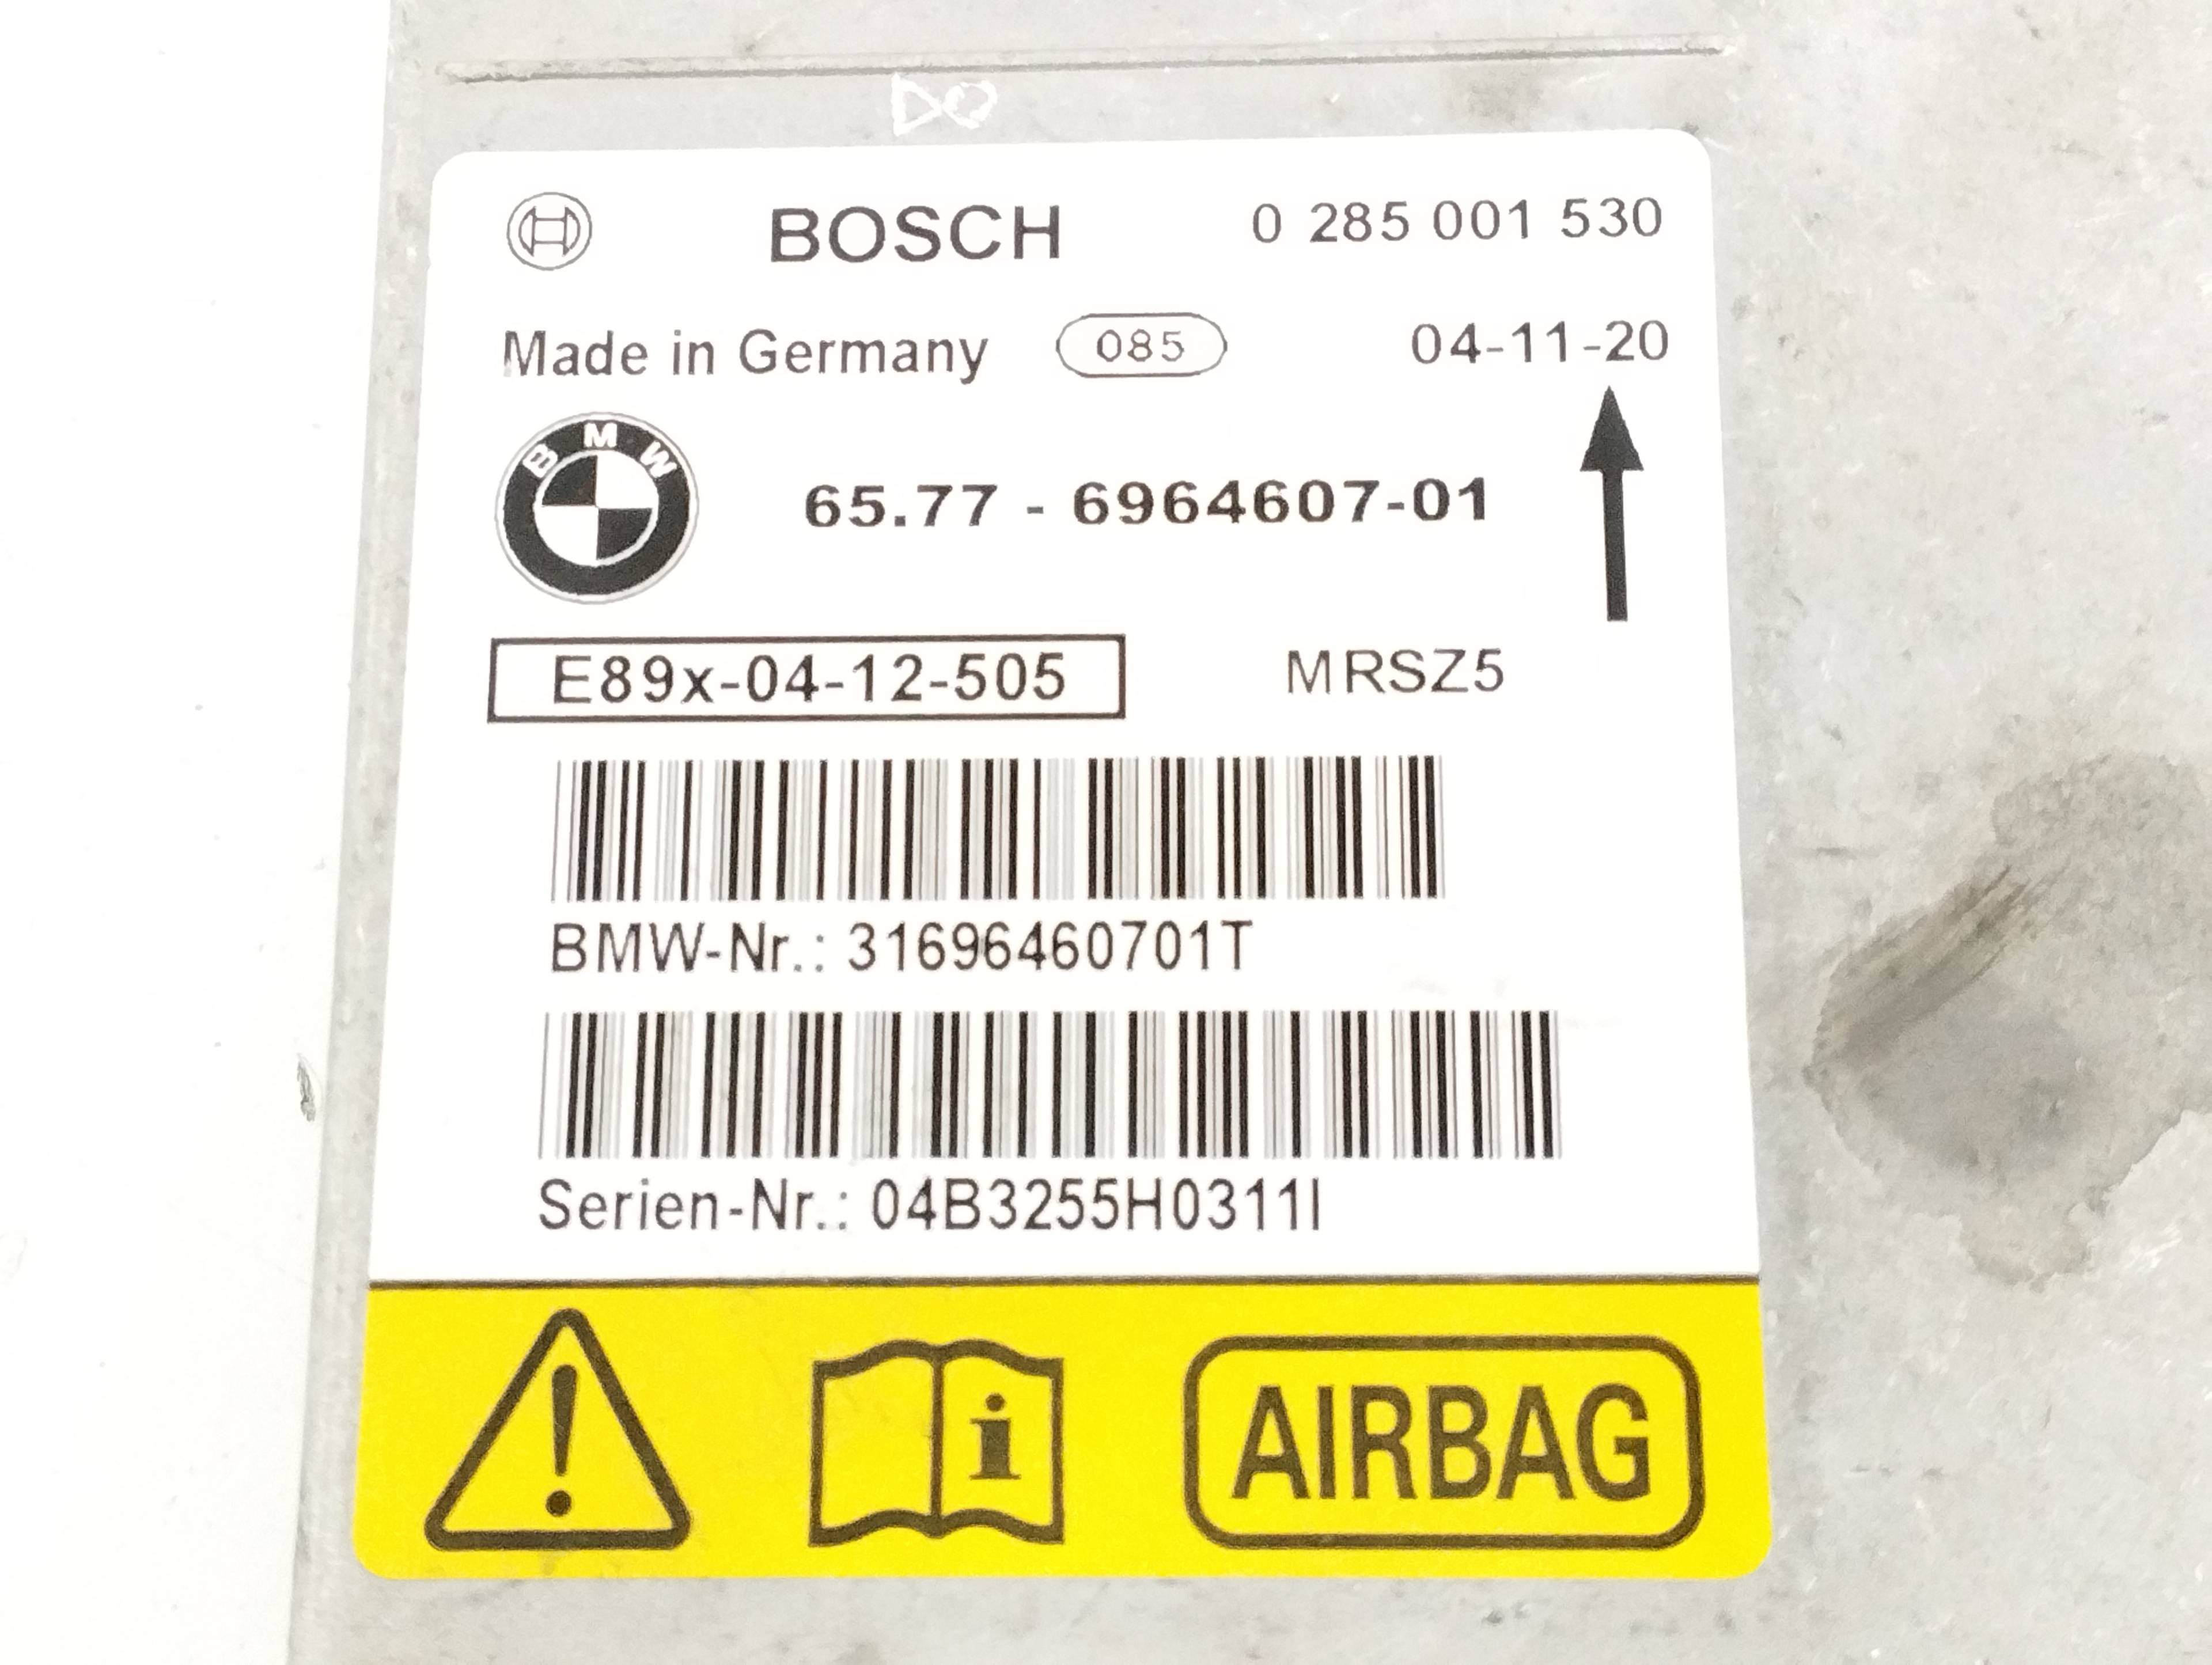 DO
BOSCH 0 285 001 530
Made in Germany 085 04-11-20
BMW
65.77 - 6964607-01
E89x-04-12-505 MRSZ5
BMW-Nr.: 31696460701T
Serien-Nr.: 04B3255H0311I
! i AIRBAG